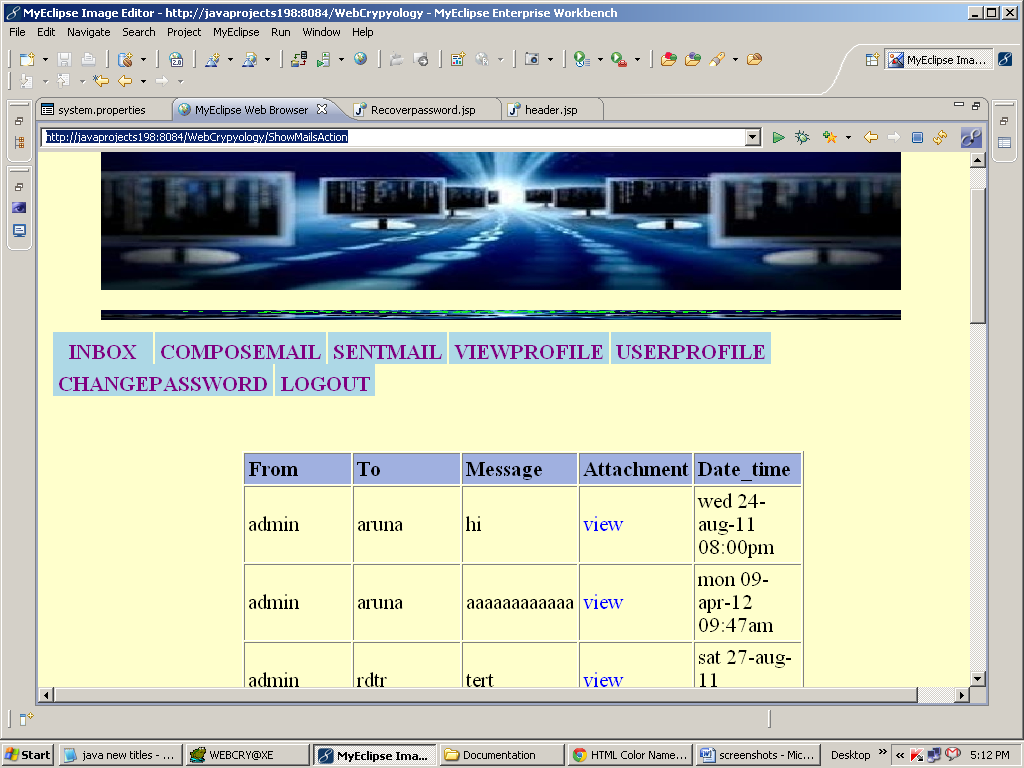 MyEclipse Image Editor - http://javaprojects198:8084/WebCrypyology - MyEclipse Enterprise Workbench
File Edit Navigate Search Project MyEclipse Run Window Help
2.0
MyEclipse Ima...
system.properties MyEclipse Web Browser Recoverpassword.jsp header.jsp
http://javaprojects198:8084/WebCrypyology/ShowMailsAction
INBOX COMPOSEMAIL SENTMAIL VIEWPROFILE USERPROFILE
CHANGEPASSWORD LOGOUT
From To Message Attachment Date_time
admin aruna hi view wed 24-
aug-11
08:00pm
admin aruna aaaaaaaaaaaa view mon 09-
apr-12
09:47am
admin rdtr tert view sat 27-aug-
11
Start java new titles - ... WEBCRY@XE MyEclipse Ima... Documentation HTML Color Name... screenshots - Mic... Desktop » « 5:12 PM